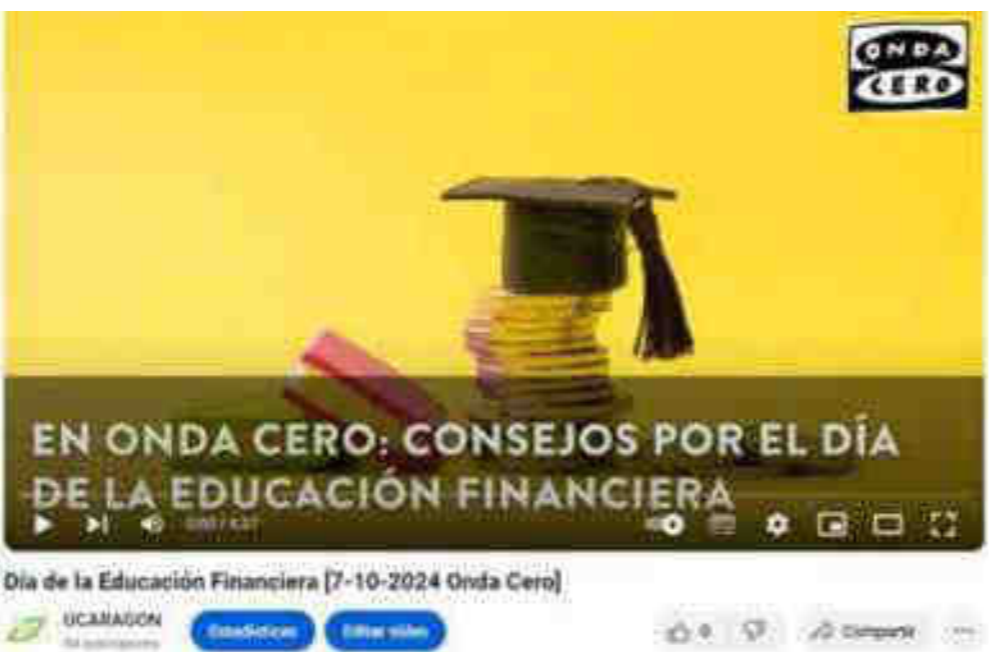 ONDA
CERO
EN ONDA CERO: CONSEJOS POR EL DÍA
DE LA EDUCACIÓN FINANCIERA
Día de la Educación Financiera [7-10-2024 Onda Cero]
UCARAGON
Estadísticas
Editar vídeo
0
Compartir